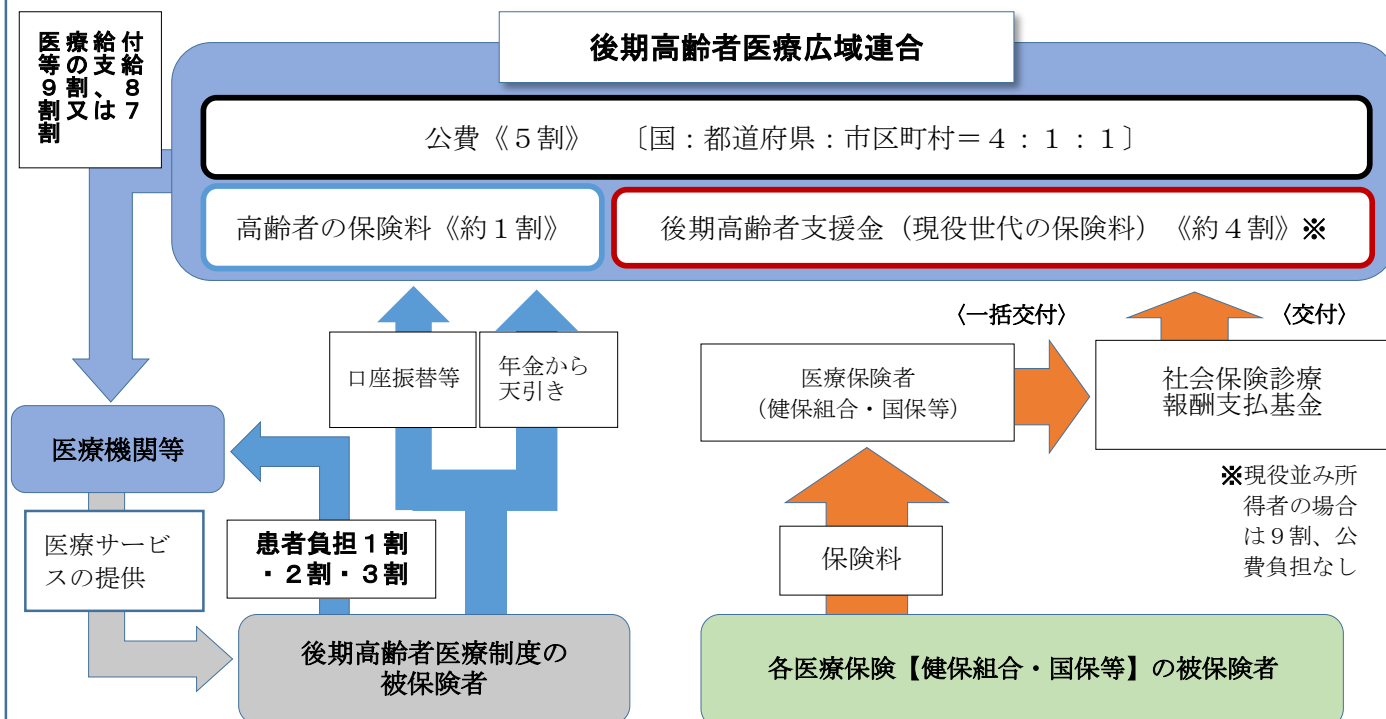 医療給付
等の支給
９割、８
割又は７
割
後期高齢者医療広域連合
公費《５割》　〔国：都道府県：市区町村＝４：１：１〕
高齢者の保険料《約１割》
後期高齢者支援金（現役世代の保険料）《約４割》※
〈一括交付〉
〈交付〉
口座振替等
年金から
天引き
医療保険者
（健保組合・国保等）
社会保険診療
報酬支払基金
医療機関等
※現役並み所
得者の場合
は９割、公
費負担なし
医療サービ
スの提供
患者負担１割
・２割・３割
保険料
後期高齢者医療制度の
被保険者
各医療保険【健保組合・国保等】の被保険者